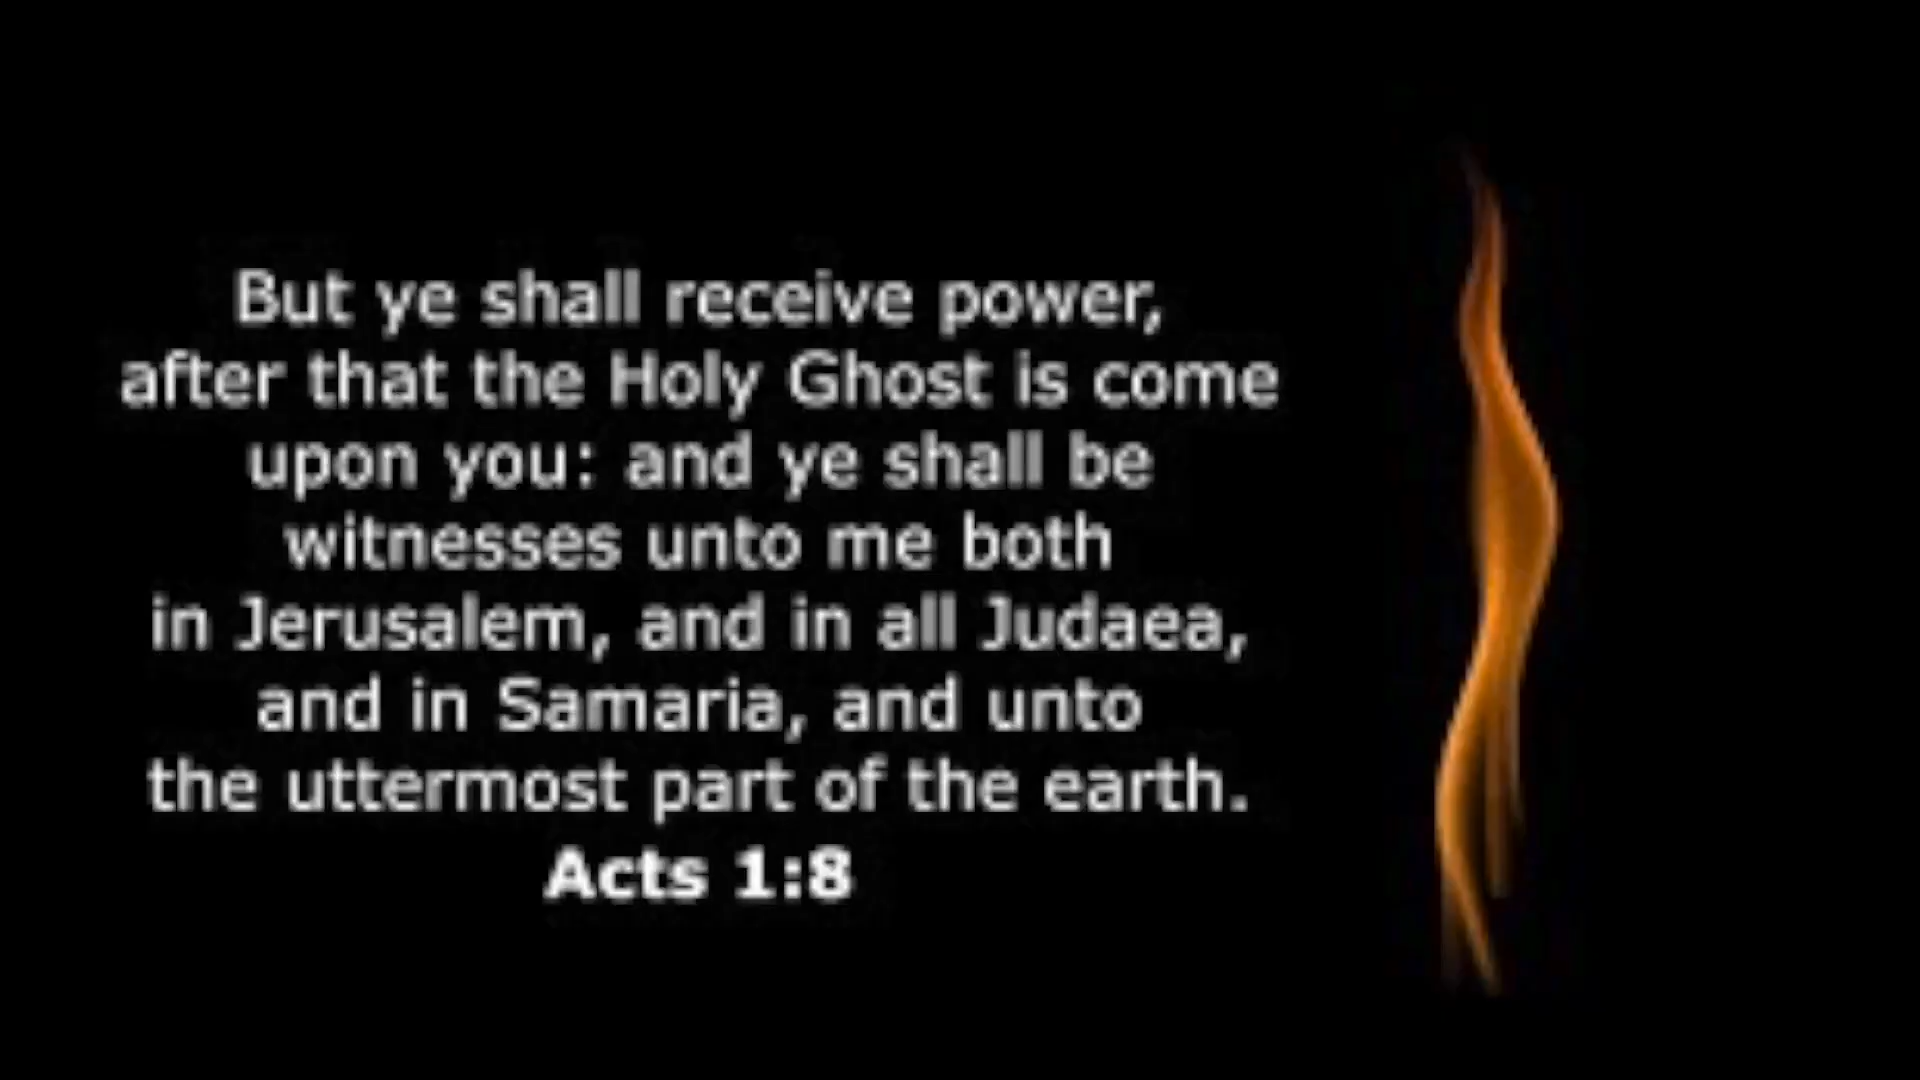 But ye shall receive power,
after that the Holy Ghost is come
upon you: and ye shall be
witnesses unto me both
in Jerusalem, and in all Judaea,
and in Samaria, and unto
the uttermost part of the earth.
Acts 1:8